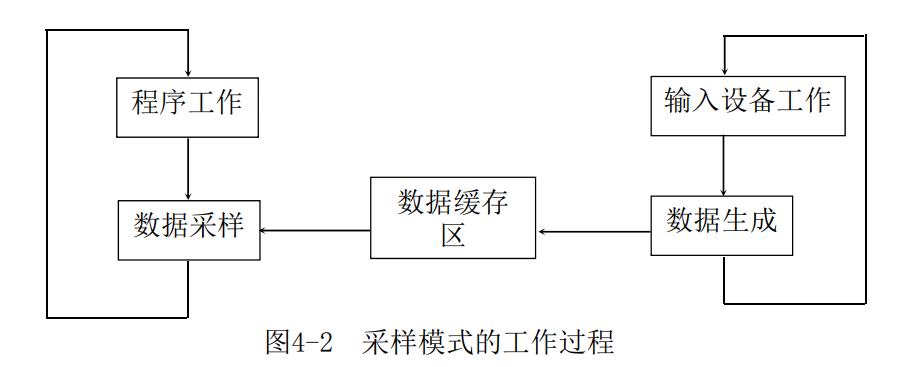 程序工作
输入设备工作
数据采样
数据缓存
区
数据生成
图4-2 采样模式的工作过程